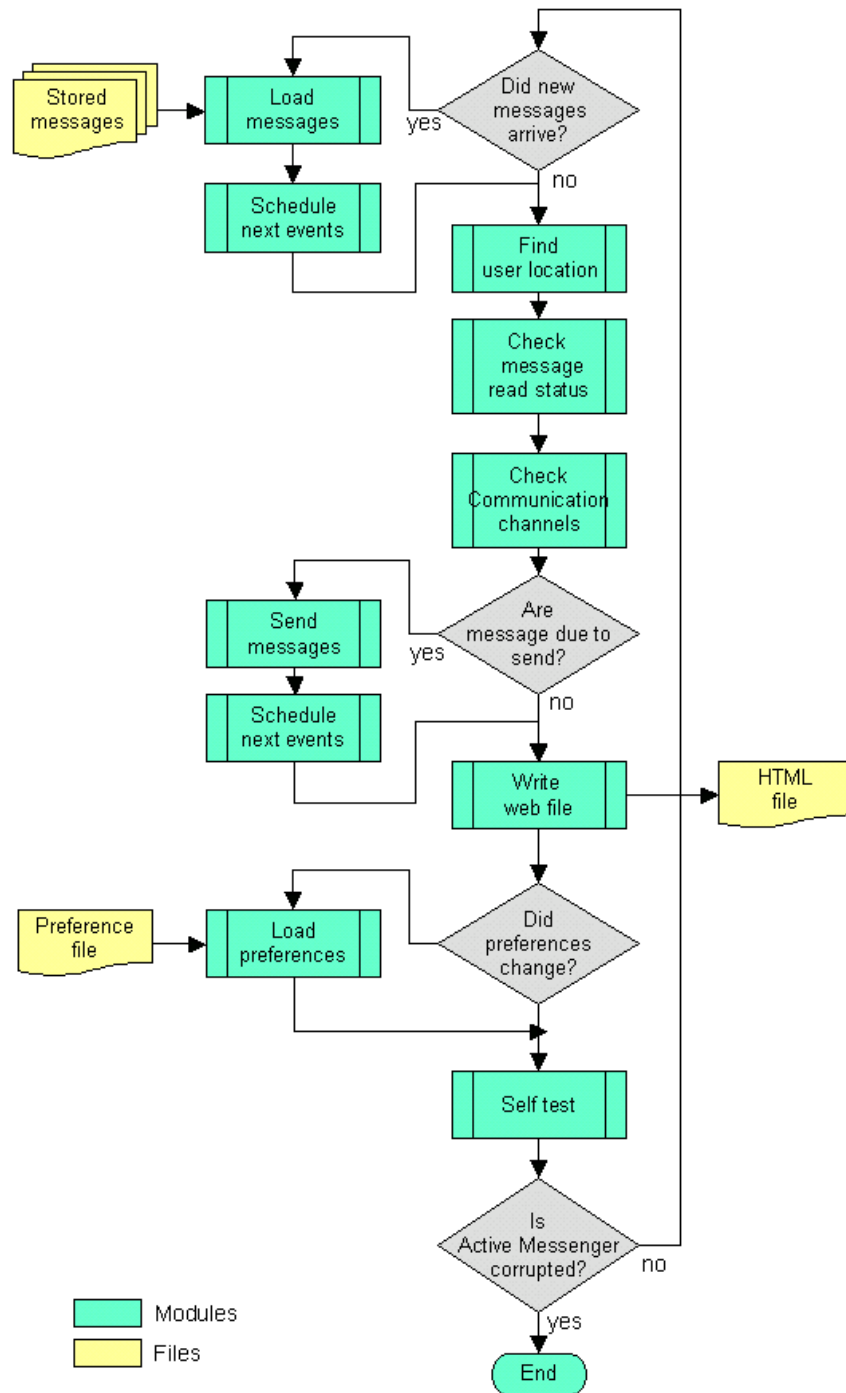 Stored
messages
Load
messages
Did new
messages
arrive?
yes
no
Schedule
next events
Find
user location
Check
message
read status
Check
Communication
channels
Are
message due to
send?
yes
no
Send
messages
Schedule
next events
Write
web file
HTML
file
Preference
file
Load
preferences
Did
preferences
change?
Self test
Is
Active Messenger
corrupted?
no
yes
Modules
Files
End